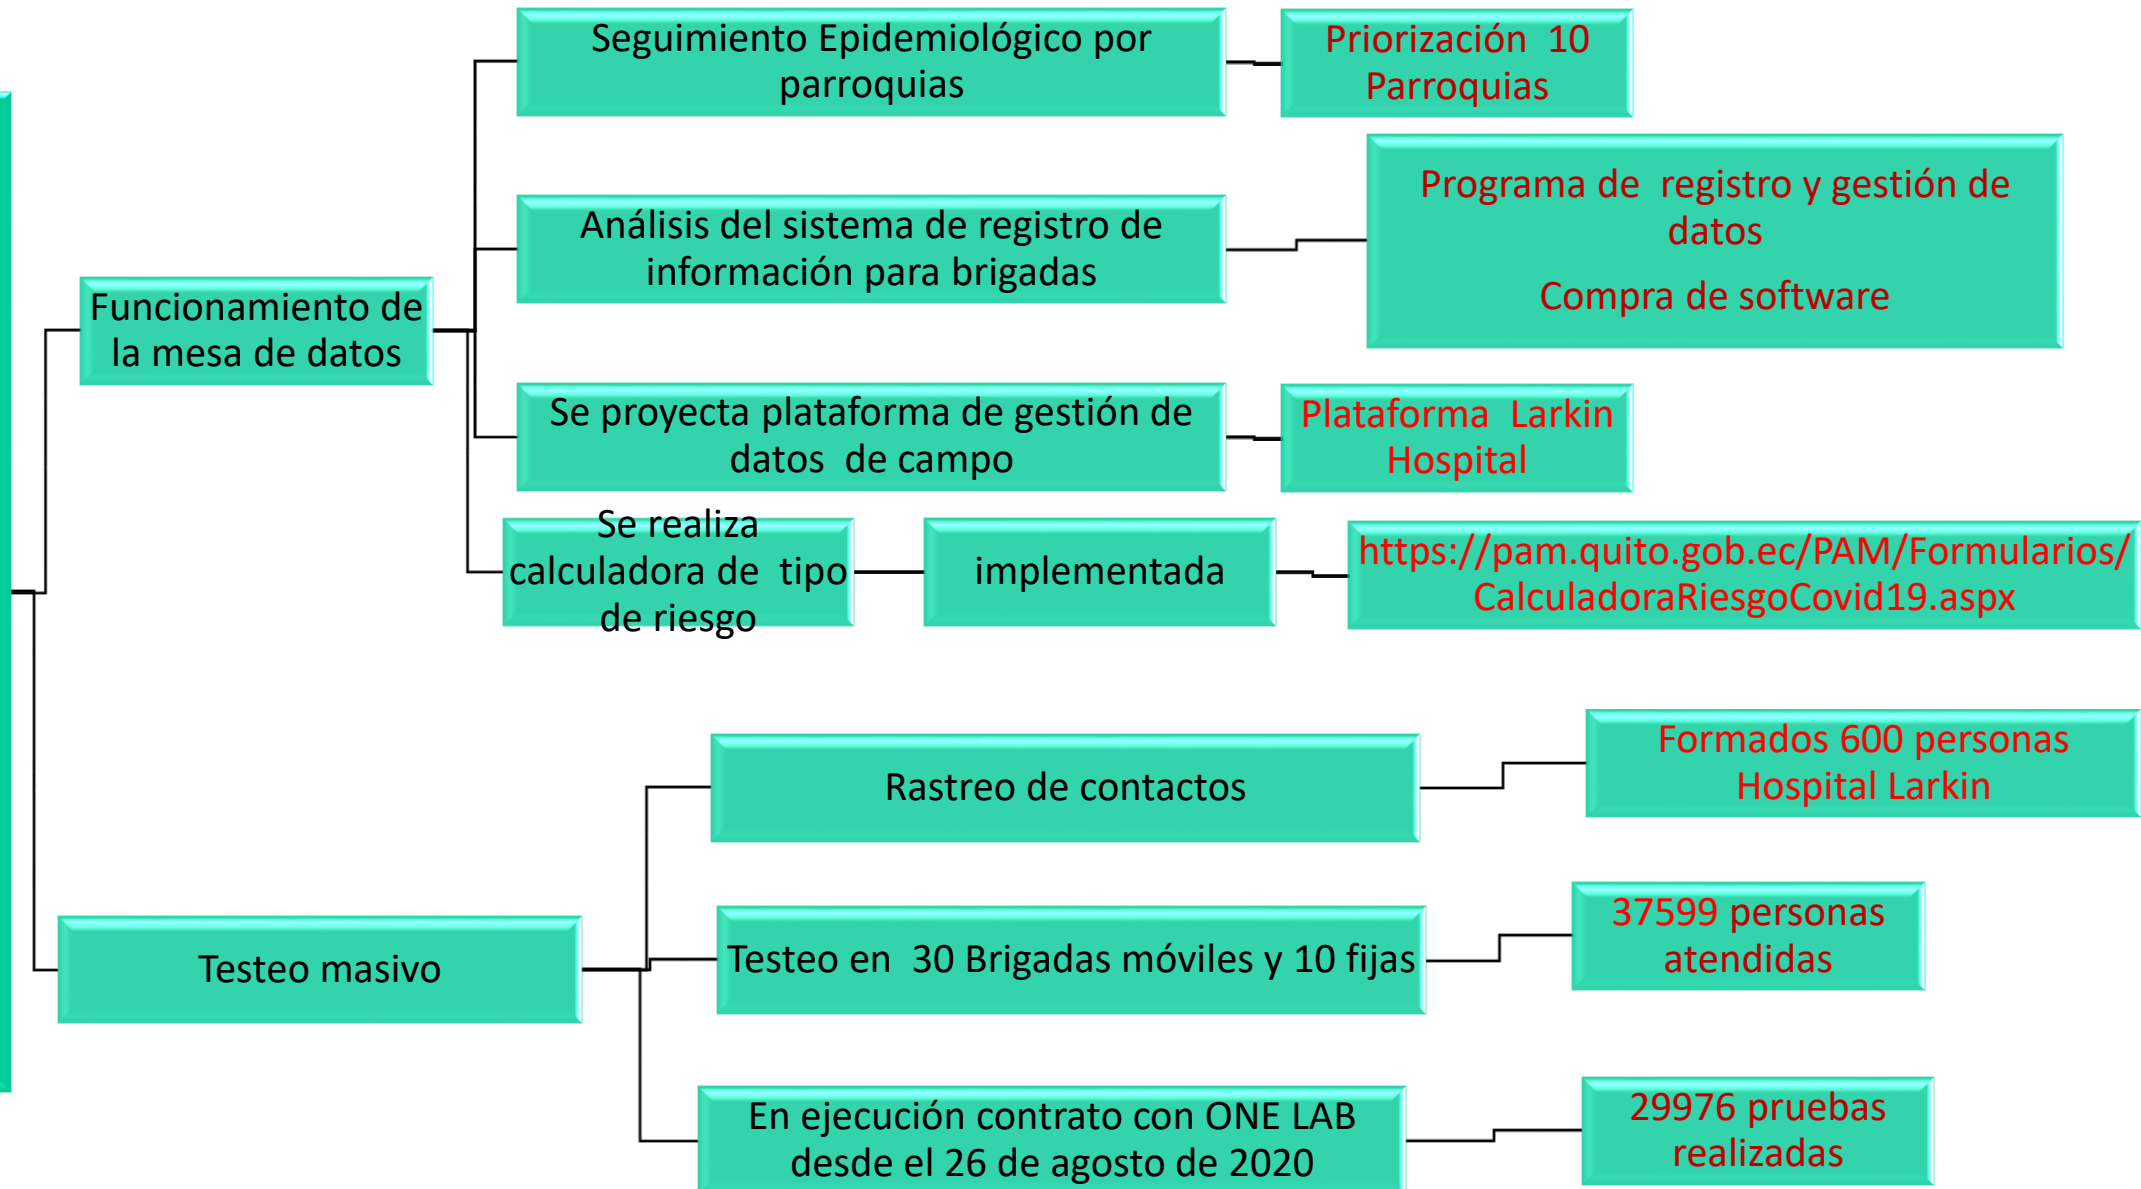 Seguimiento Epidemiológico por
parroquias
Priorización 10
Parroquias
Funcionamiento de
la mesa de datos
Análisis del sistema de registro de
información para brigadas
Programa de registro y gestión de
datos
Compra de software
Se proyecta plataforma de gestión de
datos de campo
Plataforma Larkin
Hospital
Se realiza
calculadora de tipo
de riesgo
implementada
https://pam.quito.gob.ec/PAM/Formularios/
CalculadoraRiesgoCovid19.aspx
Testeo masivo
Rastreo de contactos
Formados 600 personas
Hospital Larkin
Testeo en 30 Brigadas móviles y 10 fijas
37599 personas
atendidas
En ejecución contrato con ONE LAB
desde el 26 de agosto de 2020
29976 pruebas
realizadas